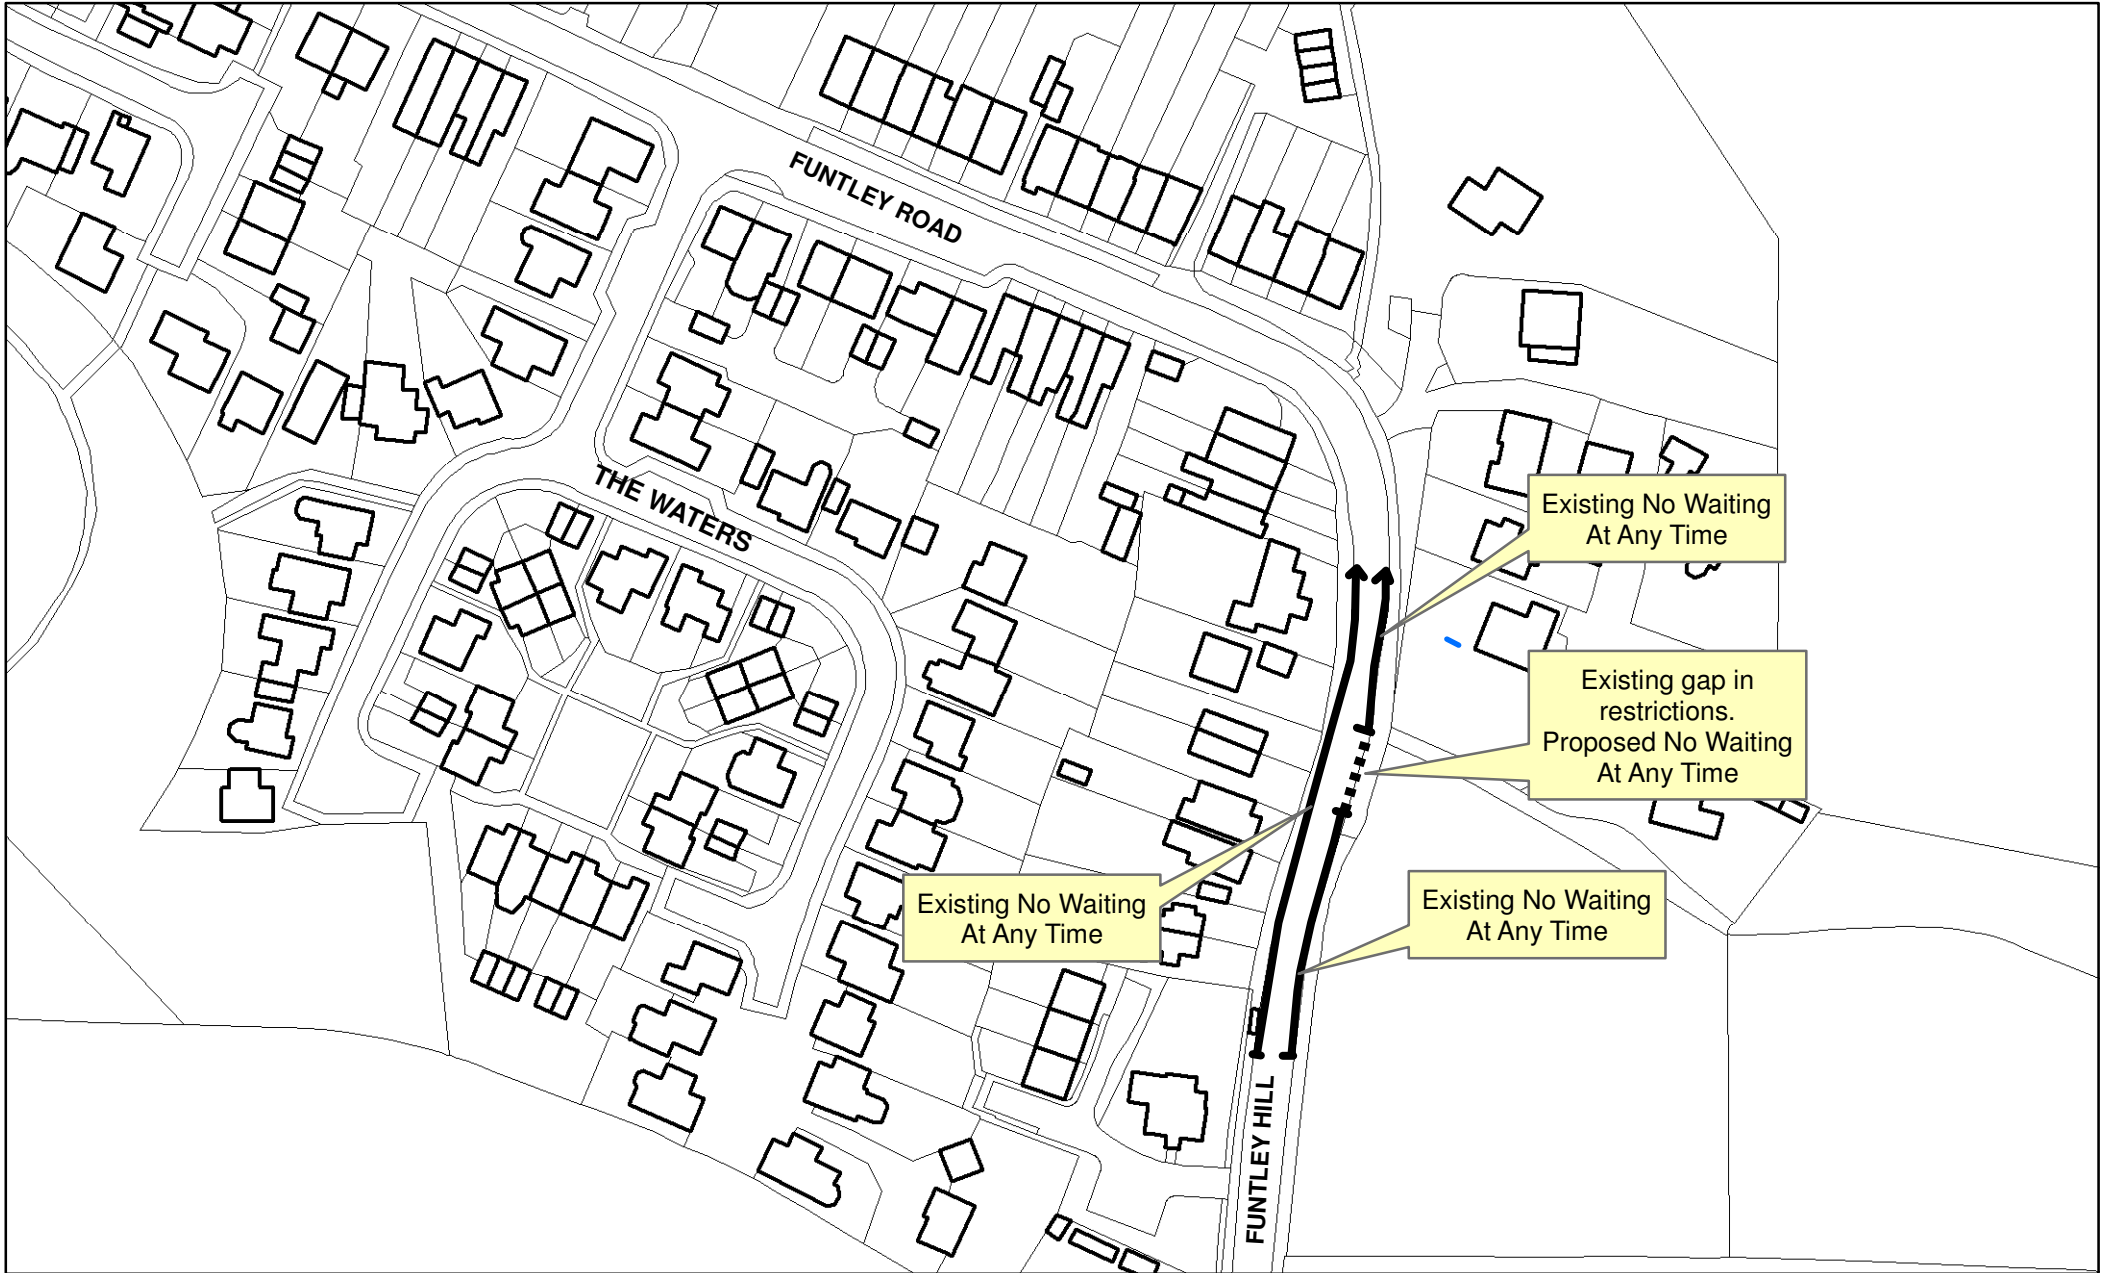 FUNTLEY ROAD
THE WATERS
Existing No Waiting
At Any Time
Existing gap in
restrictions.
Proposed No Waiting
At Any Time
Existing No Waiting
At Any Time
Existing No Waiting
At Any Time
FUNTLEY HILL